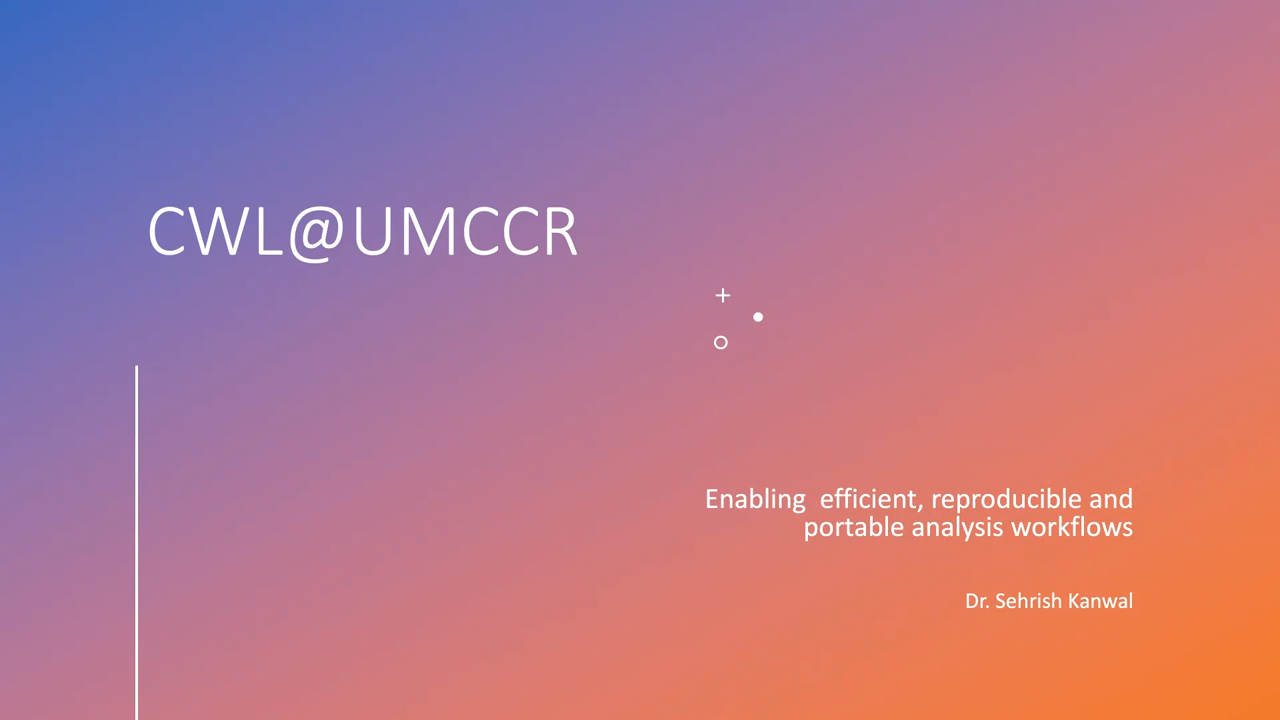 CWL@UMCCR
Enabling  efficient, reproducible and
portable analysis workflows
Dr. Sehrish Kanwal